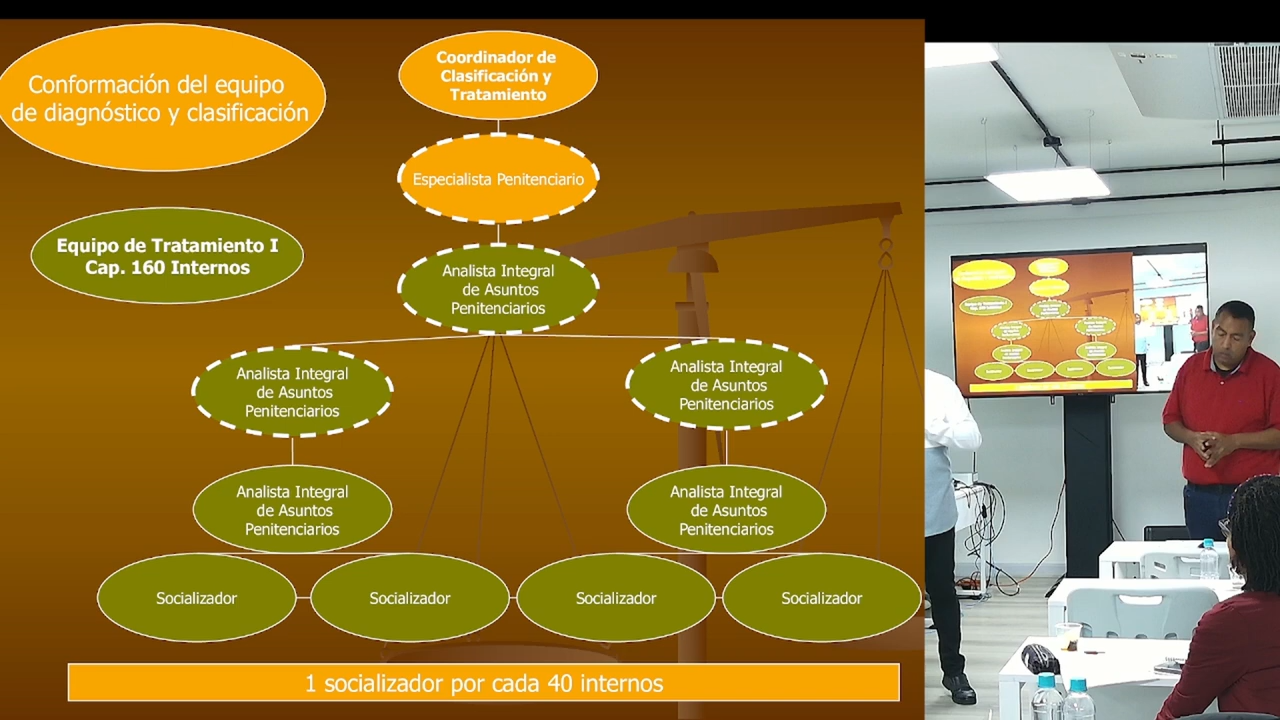 Conformación del equipo
de diagnóstico y clasificación
Coordinador de
Clasificación y
Tratamiento
Especialista Penitenciario
Equipo de Tratamiento I
Cap. 160 Internos
Analista Integral
de Asuntos
Penitenciarios
Analista Integral
de Asuntos
Penitenciarios
Analista Integral
de Asuntos
Penitenciarios
Analista Integral
de Asuntos
Penitenciarios
Analista Integral
de Asuntos
Penitenciarios
Socializador
Socializador
Socializador
Socializador
1 socializador por cada 40 internos